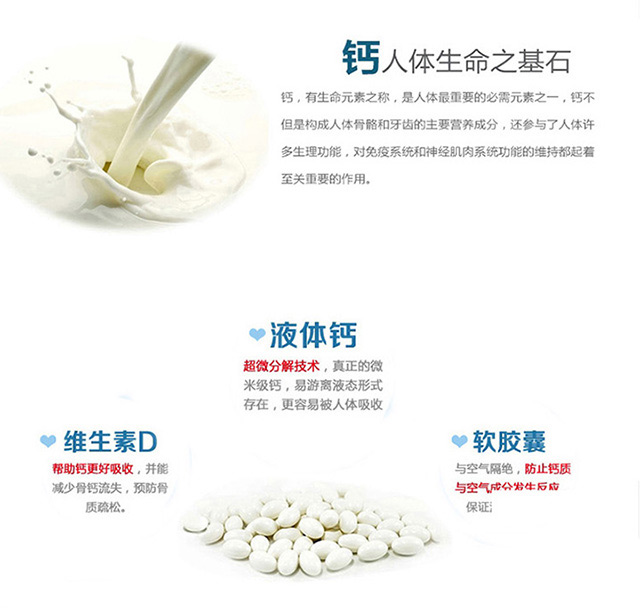 钙人体生命之基石
钙，有生命元素之称，是人体最重要的必需元素之一，钙不
但是构成人体骨骼和牙齿的主要营养成分，还参与了人体许
多生理功能，对免疫系统和神经肌肉系统功能的维持都起着
至关重要的作用。
液体钙
超微分解技术，真正的微
米级钙，易游离液态形式
存在，更容易被人体吸收
维生素D
帮助钙更好吸收，并能
减少骨钙流失，预防骨
质疏松。
软胶囊
与空气隔绝，防止钙质
与空气成分发生反应
保证